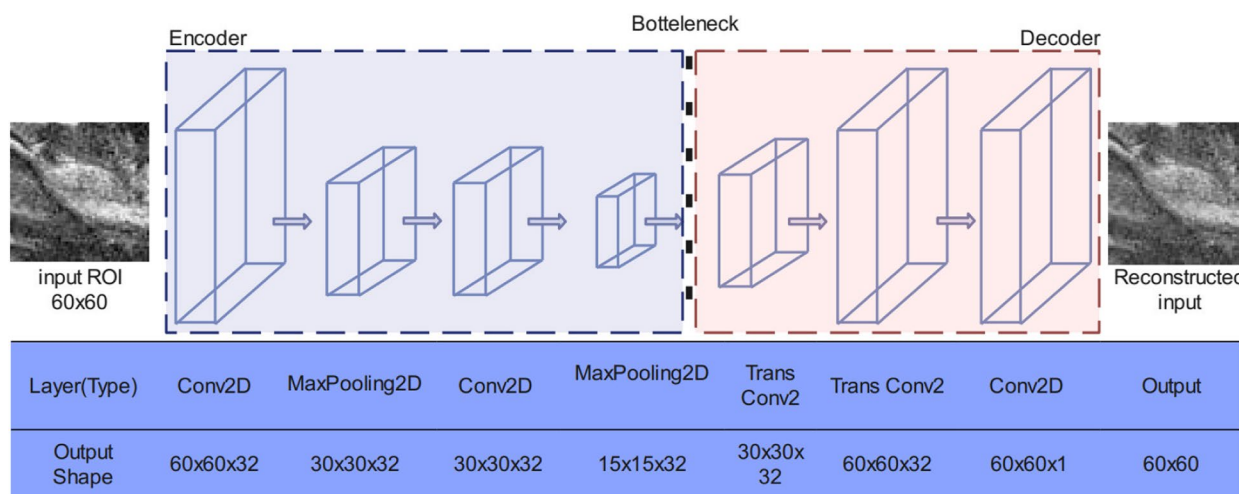 Botteleneck
Encoder
Decoder
input ROI
60x60
Reconstructed
input
Layer(Type) Conv2D MaxPooling2D Conv2D MaxPooling2D Trans Conv2 Trans Conv2 Conv2D Output
Output Shape 60x60x32 30x30x32 30x30x32 15x15x32 30x30x 32 60x60x32 60x60x1 60x60